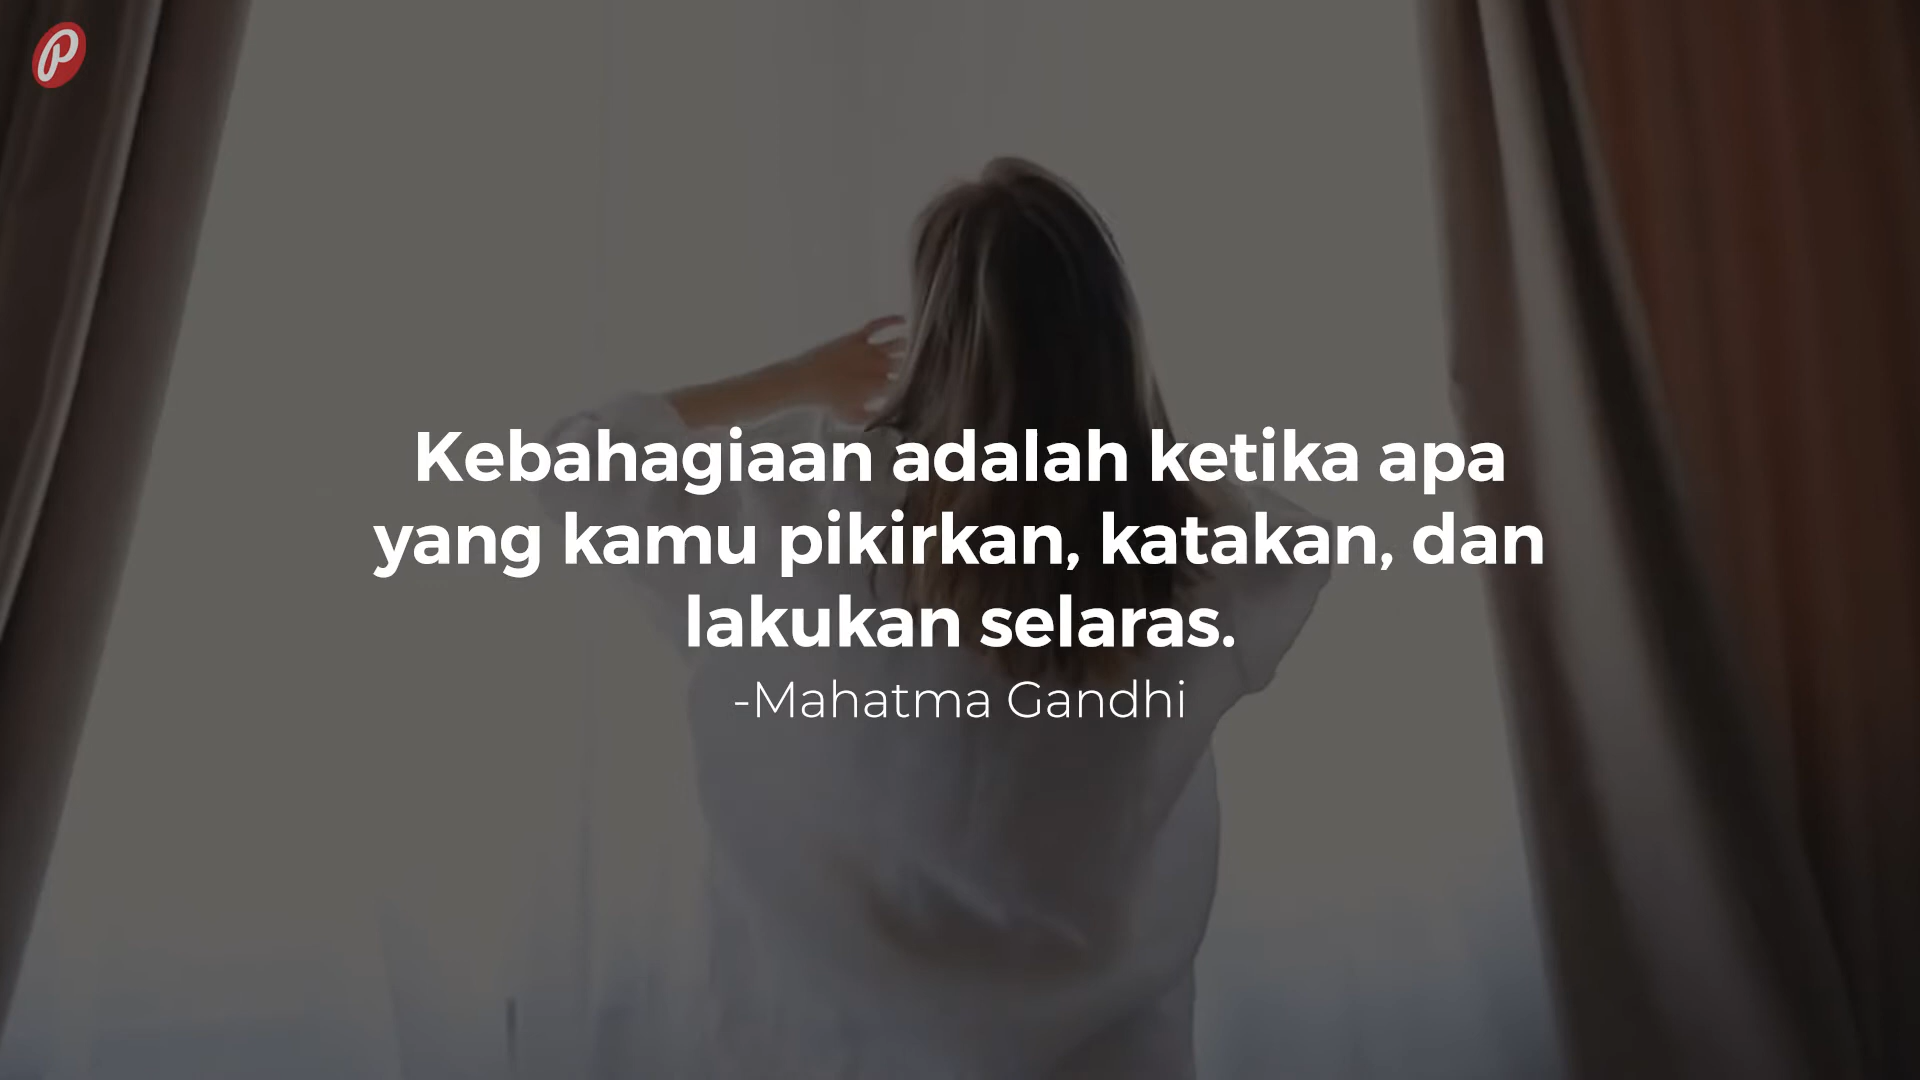 P
Kebahagiaan adalah ketika apa
yang kamu pikirkan, katakan, dan
lakukan selaras.
-Mahatma Gandhi